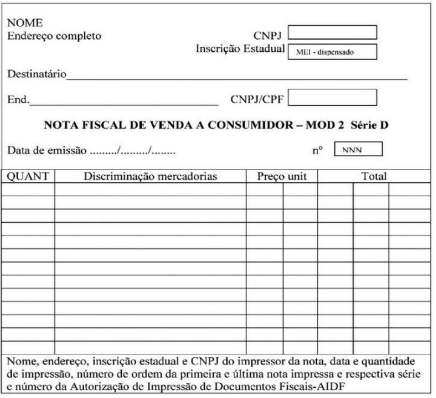 NOME
Endereço completo CNPJ
Inscrição Estadual MEI - dispensado
Destinatário
End. CNPJ/CPF
NOTA FISCAL DE VENDA A CONSUMIDOR – MOD 2 Série D
Data de emissão ........./........./........ nº NNN
QUANT Discriminação mercadorias Preço unit Total
Nome, endereço, inscrição estadual e CNPJ do impressor da nota, data e quantidade
de impressão, número de ordem da primeira e última nota impressa e respectiva série
e número da Autorização de Impressão de Documentos Fiscais-AIDF